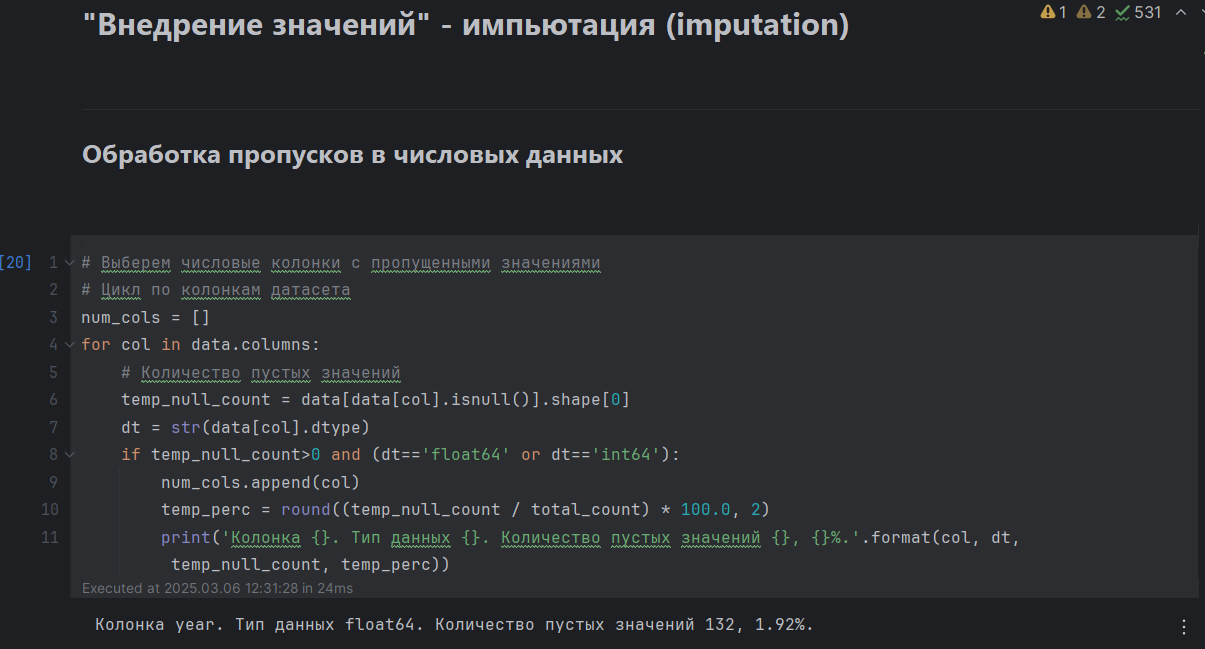 "Внедрение значений" - импьютация (imputation)
1 2 531
Обработка пропусков в числовых данных
[20] 1 # Выберем числовые колонки с пропущенными значениями
2 # Цикл по колонкам датасета
3 num_cols = []
4 for col in data.columns:
5 # Количество пустых значений
6 temp_null_count = data[data[col].isnull()].shape[0]
7 dt = str(data[col].dtype)
8 if temp_null_count>0 and (dt=='float64' or dt=='int64'):
9 num_cols.append(col)
10 temp_perc = round((temp_null_count / total_count) * 100.0, 2)
11 print('Колонка {}. Тип данных {}. Количество пустых значений {}, {}%.'.format(col, dt,
temp_null_count, temp_perc))
Executed at 2025.03.06 12:31:28 in 24ms
Колонка year. Тип данных float64. Количество пустых значений 132, 1.92%.